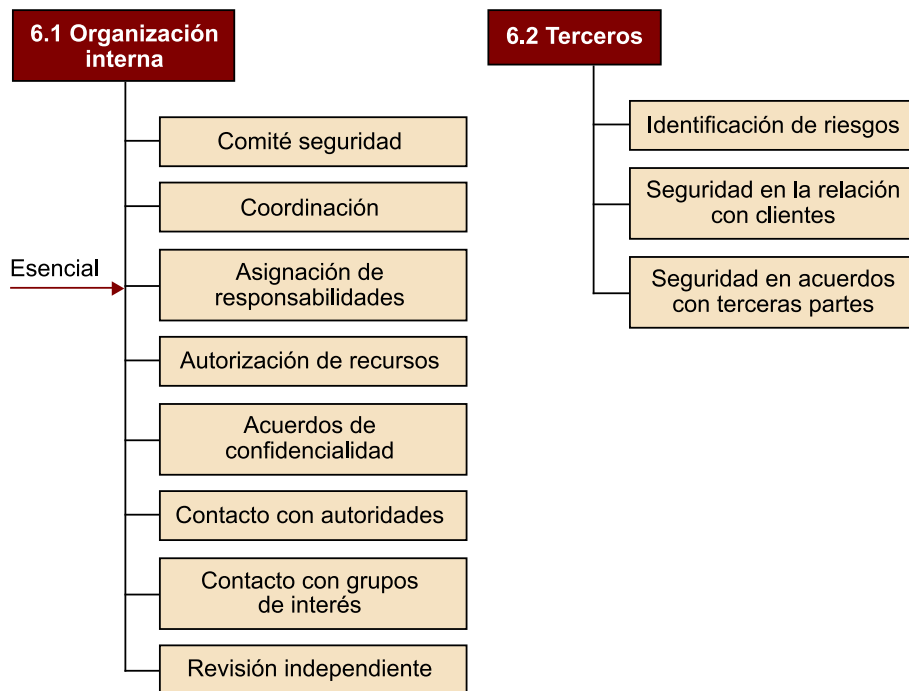 6.1 Organización
interna
Comité seguridad
Coordinación
Esencial
Asignación de
responsabilidades
Autorización de recursos
Acuerdos de
confidencialidad
Contacto con autoridades
Contacto con grupos
de interés
Revisión independiente
6.2 Terceros
Identificación de riesgos
Seguridad en la relación
con clientes
Seguridad en acuerdos
con terceras partes